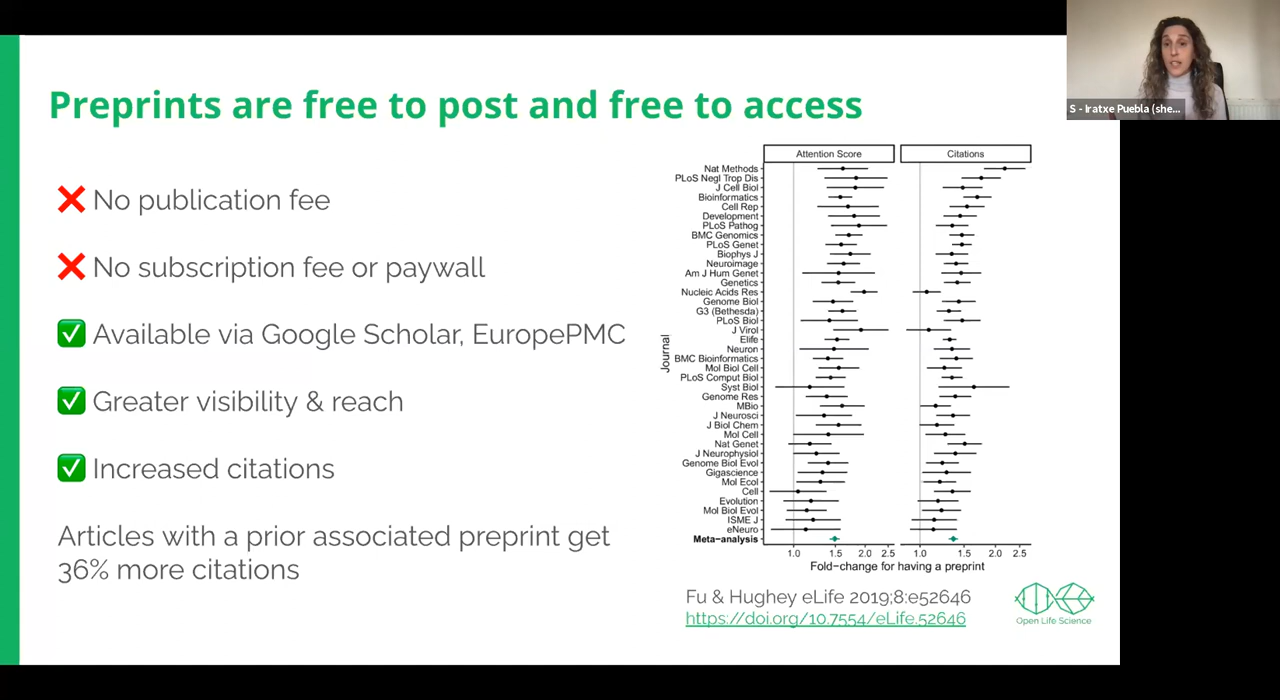 S - Iratxe Puebla (she...
Preprints are free to post and free to access
No publication fee
No subscription fee or paywall
Available via Google Scholar, EuropePMC
Greater visibility & reach
Increased citations
Articles with a prior associated preprint get
36% more citations
Attention Score
Citations
Journal
Nat Methods
PLoS Negl Trop Dis
J Cell Biol
Bioinformatics
Cell Rep
Development
PLoS Pathog
BMC Genomics
PLoS Genet
Biophys J
Neuroimage
Am J Hum Genet
Genetics
Nucleic Acids Res
Genome Biol
G3 (Bethesda)
PLoS Biol
J Virol
Elife
Neuron
BMC Bioinformatics
Mol Biol Cell
PLoS Comput Biol
Syst Biol
Genome Res
MBio
J Neurosci
J Biol Chem
Mol Cell
Nat Genet
J Neurophysiol
Genome Biol Evol
Gigascience
Mol Ecol
Cell
Evolution
Mol Biol Evol
ISME J
eNeuro
Meta-analysis
1.0 1.5 2.0 2.5 1.0 1.5 2.0 2.5
Fold-change for having a preprint
Fu & Hughey eLife 2019;8:e52646
https://doi.org/10.7554/eLife.52646
Open Life Science